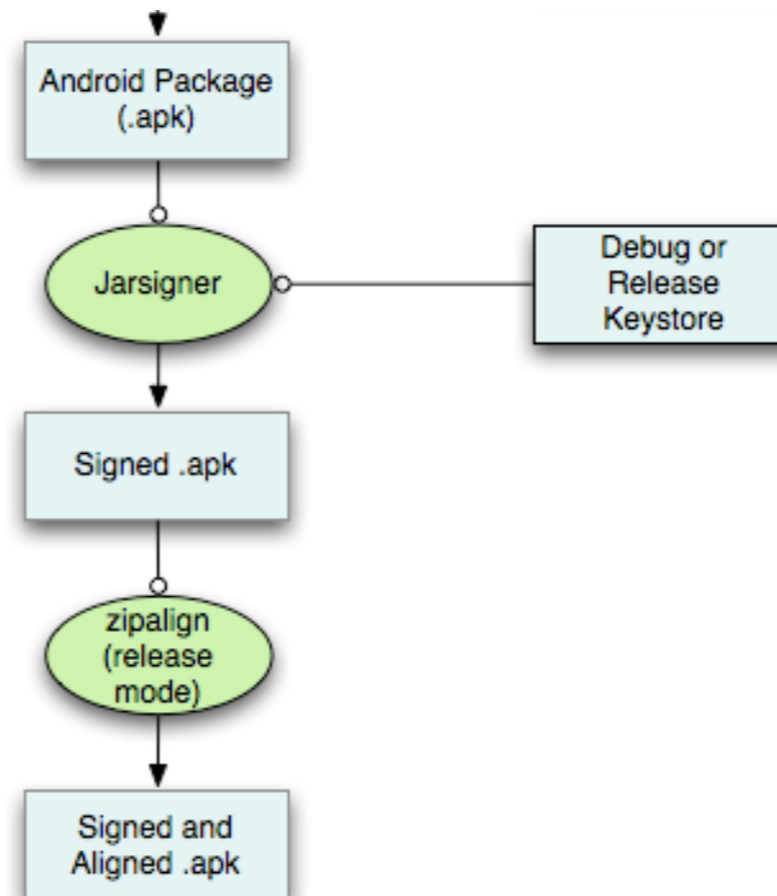 Android Package
(.apk)
Jarsigner
Debug or
Release
Keystore
Signed .apk
zipalign
(release
mode)
Signed and
Aligned .apk